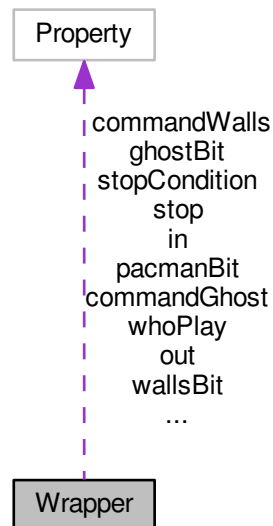 Property
commandWalls
ghostBit
stopCondition
stop
in
pacmanBit
commandGhost
whoPlay
out
wallsBit
...
Wrapper